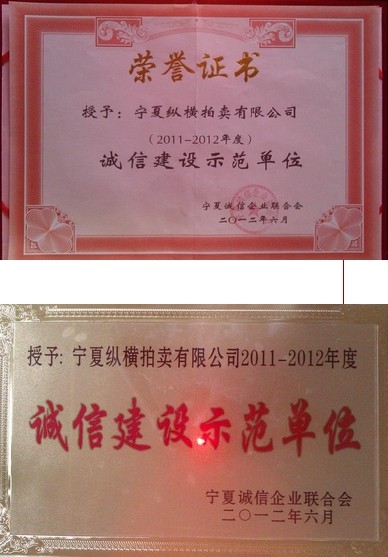 荣誉证书
授予：宁夏纵横拍卖有限公司
（2011-2012年度）
诚信建设示范单位
宁夏诚信企业联合会
二〇一二年六月
授予：宁夏纵横拍卖有限公司2011-2012年度
诚信建设示范单位
宁夏诚信企业联合会
二〇一二年六月